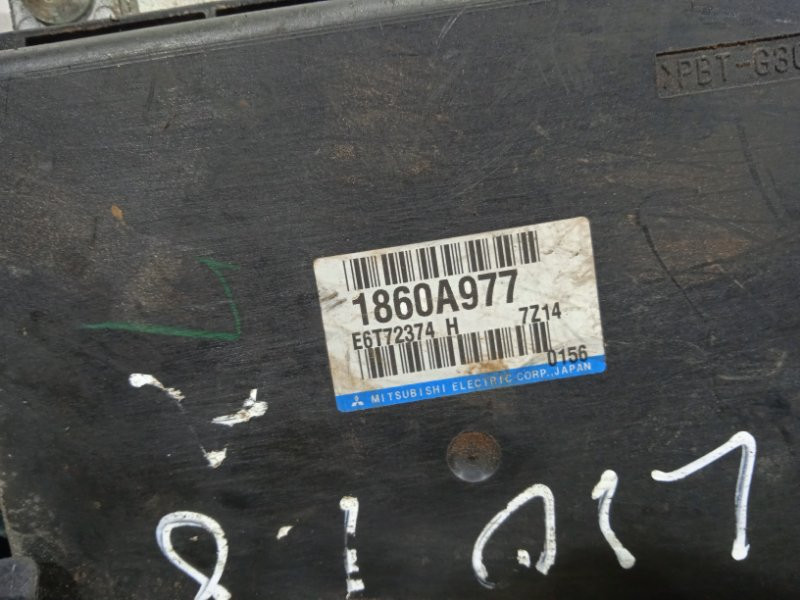 >PBT-G30
1860A977
E6T72374 H 7Z14
0156
MITSUBISHI ELECTRIC CORP., JAPAN